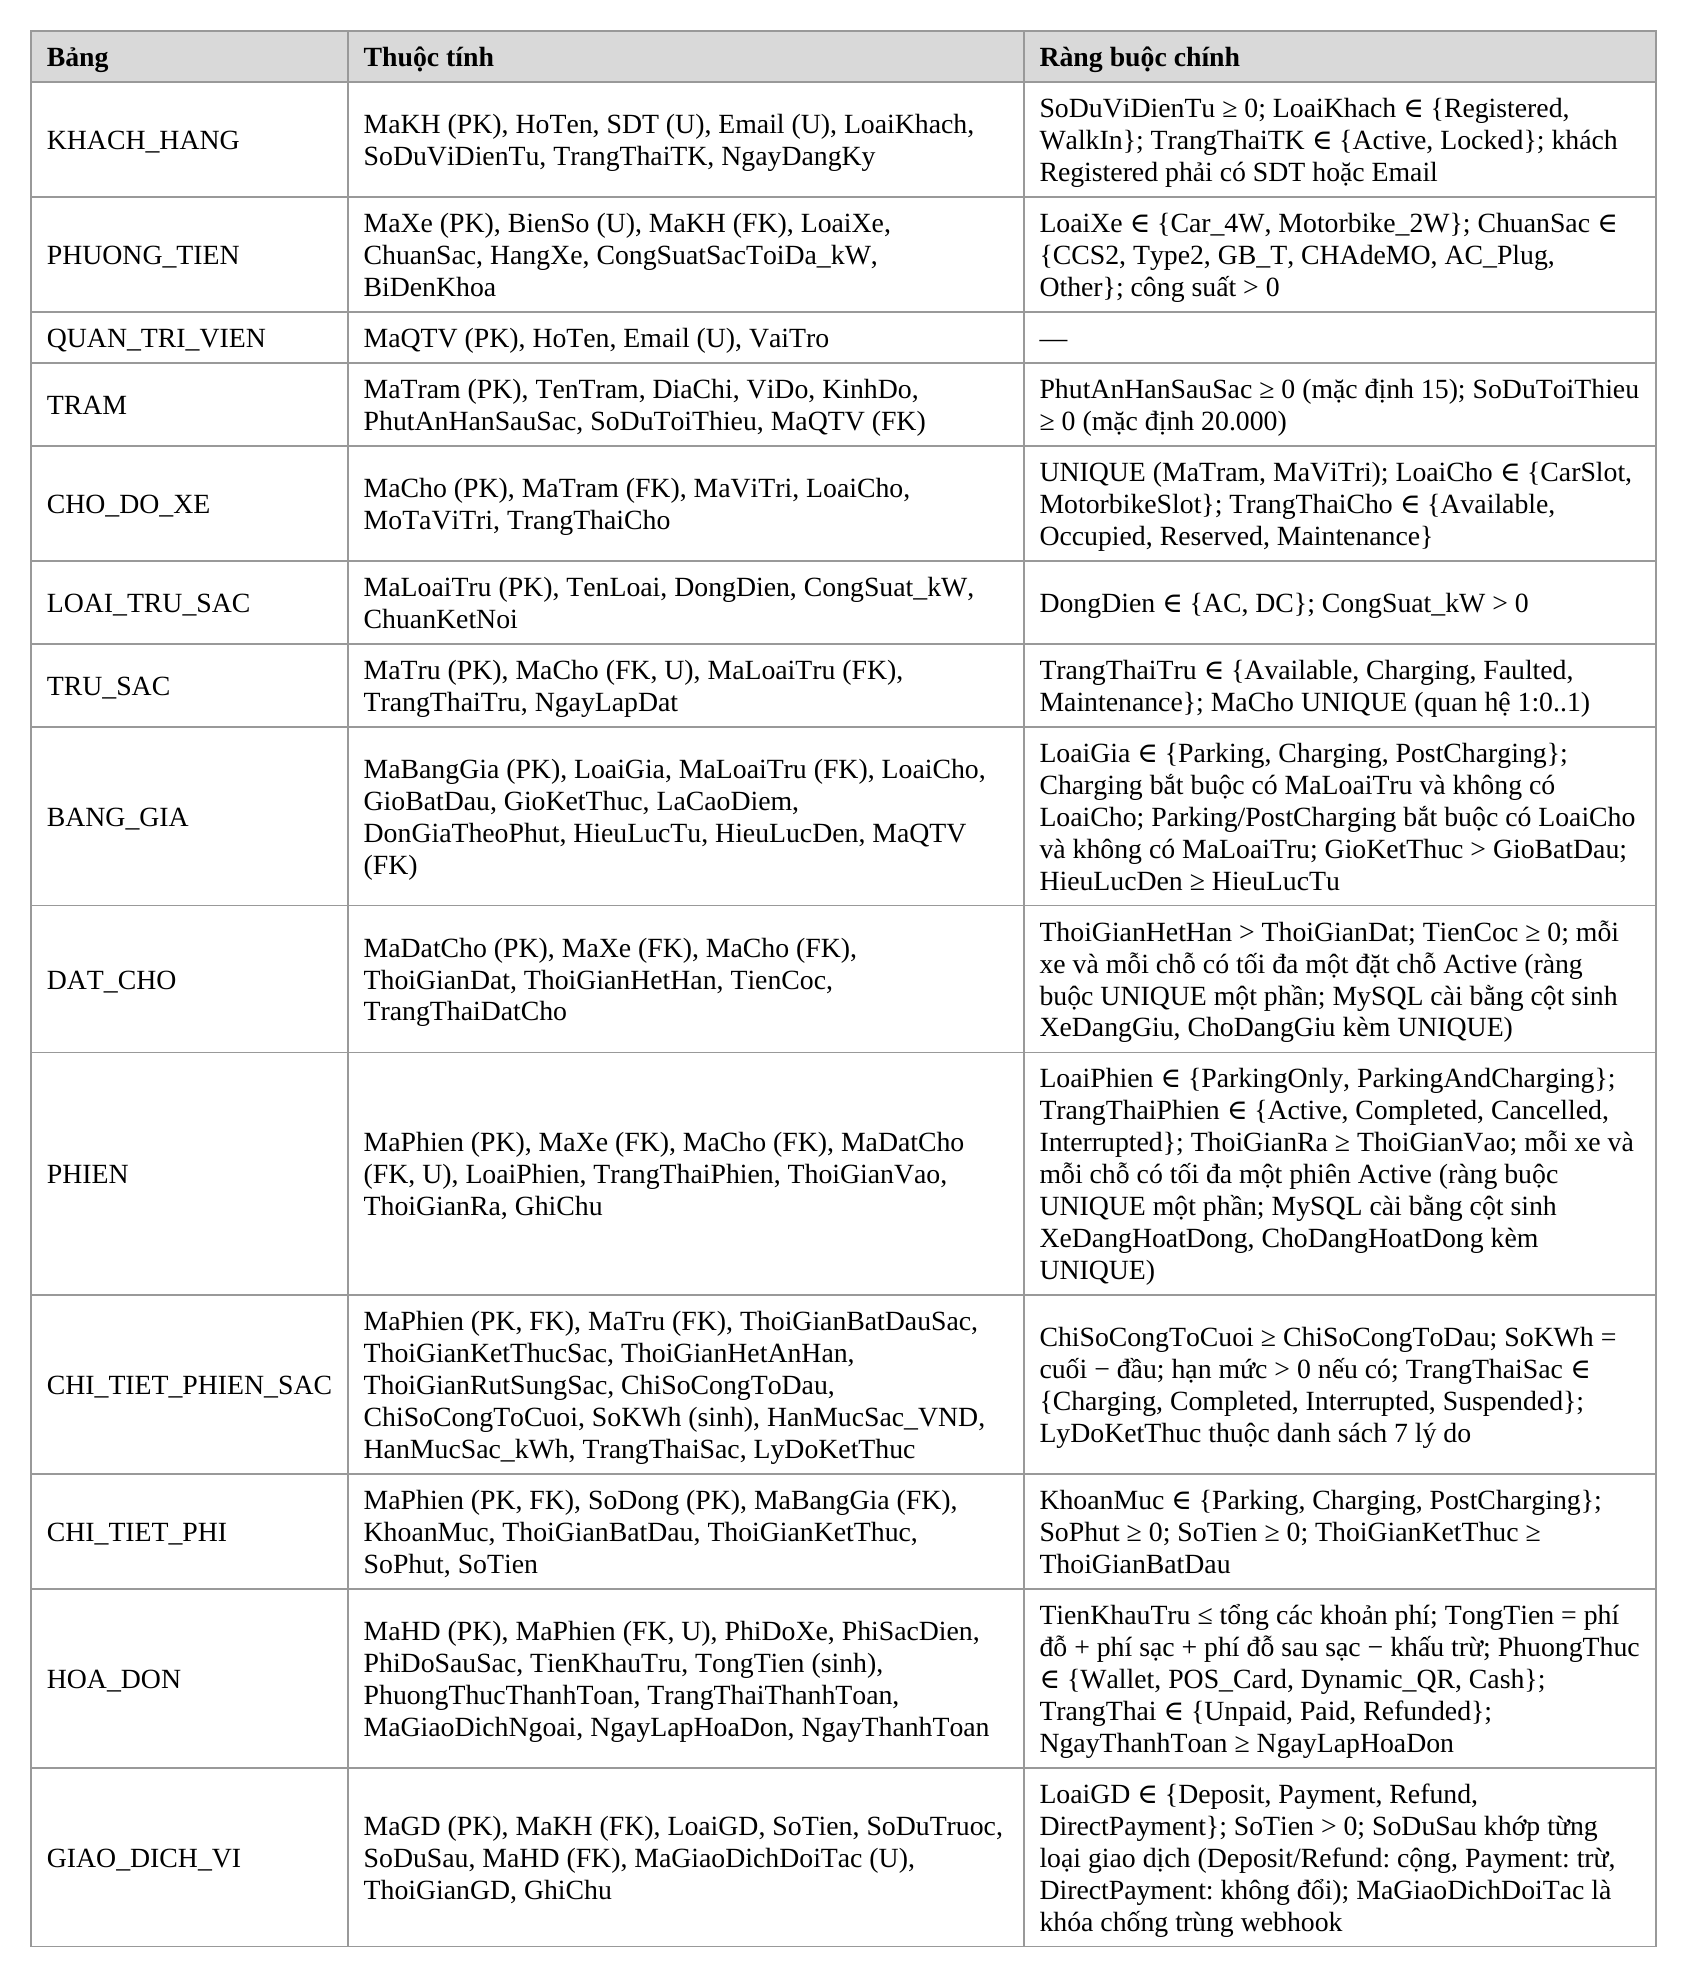 Bảng
Thuộc tính
Ràng buộc chính
KHACH_HANG
MaKH (PK), HoTen, SDT (U), Email (U), LoaiKhach,
SoDuViDienTu, TrangThaiTK, NgayDangKy
SoDuViDienTu ≥ 0; LoaiKhach ∈ {Registered,
WalkIn}; TrangThaiTK ∈ {Active, Locked}; khách
Registered phải có SDT hoặc Email
PHUONG_TIEN
MaXe (PK), BienSo (U), MaKH (FK), LoaiXe,
ChuanSac, HangXe, CongSuatSacToiDa_kW,
BiDenKhoa
LoaiXe ∈ {Car_4W, Motorbike_2W}; ChuanSac ∈
{CCS2, Type2, GB_T, CHAdeMO, AC_Plug,
Other}; công suất > 0
QUAN_TRI_VIEN
MaQTV (PK), HoTen, Email (U), VaiTro
—
TRAM
MaTram (PK), TenTram, DiaChi, ViDo, KinhDo,
PhutAnHanSauSac, SoDuToiThieu, MaQTV (FK)
PhutAnHanSauSac ≥ 0 (mặc định 15); SoDuToiThieu
≥ 0 (mặc định 20.000)
CHO_DO_XE
MaCho (PK), MaTram (FK), MaViTri, LoaiCho,
MoTaViTri, TrangThaiCho
UNIQUE (MaTram, MaViTri); LoaiCho ∈ {CarSlot,
MotorbikeSlot}; TrangThaiCho ∈ {Available,
Occupied, Reserved, Maintenance}
LOAI_TRU_SAC
MaLoaiTru (PK), TenLoai, DongDien, CongSuat_kW,
ChuanKetNoi
DongDien ∈ {AC, DC}; CongSuat_kW > 0
TRU_SAC
MaTru (PK), MaCho (FK, U), MaLoaiTru (FK),
TrangThaiTru, NgayLapDat
TrangThaiTru ∈ {Available, Charging, Faulted,
Maintenance}; MaCho UNIQUE (quan hệ 1:0..1)
BANG_GIA
MaBangGia (PK), LoaiGia, MaLoaiTru (FK), LoaiCho,
GioBatDau, GioKetThuc, LaCaoDiem,
DonGiaTheoPhut, HieuLucTu, HieuLucDen, MaQTV
(FK)
LoaiGia ∈ {Parking, Charging, PostCharging};
Charging bắt buộc có MaLoaiTru và không có
LoaiCho; Parking/PostCharging bắt buộc có LoaiCho
và không có MaLoaiTru; GioKetThuc > GioBatDau;
HieuLucDen ≥ HieuLucTu
DAT_CHO
MaDatCho (PK), MaXe (FK), MaCho (FK),
ThoiGianDat, ThoiGianHetHan, TienCoc,
TrangThaiDatCho
ThoiGianHetHan > ThoiGianDat; TienCoc ≥ 0; mỗi
xe và mỗi chỗ có tối đa một đặt chỗ Active (ràng
buộc UNIQUE một phần; MySQL cài bằng cột sinh
XeDangGiu, ChoDangGiu kèm UNIQUE)
PHIEN
MaPhien (PK), MaXe (FK), MaCho (FK), MaDatCho
(FK, U), LoaiPhien, TrangThaiPhien, ThoiGianVao,
ThoiGianRa, GhiChu
LoaiPhien ∈ {ParkingOnly, ParkingAndCharging};
TrangThaiPhien ∈ {Active, Completed, Cancelled,
Interrupted}; ThoiGianRa ≥ ThoiGianVao; mỗi xe và
mỗi chỗ có tối đa một phiên Active (ràng buộc
UNIQUE một phần; MySQL cài bằng cột sinh
XeDangHoatDong, ChoDangHoatDong kèm
UNIQUE)
CHI_TIET_PHIEN_SAC
MaPhien (PK, FK), MaTru (FK), ThoiGianBatDauSac,
ThoiGianKetThucSac, ThoiGianHetAnHan,
ThoiGianRutSungSac, ChiSoCongToDau,
ChiSoCongToCuoi, SoKWh (sinh), HanMucSac_VND,
HanMucSac_kWh, TrangThaiSac, LyDoKetThuc
ChiSoCongToCuoi ≥ ChiSoCongToDau; SoKWh =
cuối − đầu; hạn mức > 0 nếu có; TrangThaiSac ∈
{Charging, Completed, Interrupted, Suspended};
LyDoKetThuc thuộc danh sách 7 lý do
CHI_TIET_PHI
MaPhien (PK, FK), SoDong (PK), MaBangGia (FK),
KhoanMuc, ThoiGianBatDau, ThoiGianKetThuc,
SoPhut, SoTien
KhoanMuc ∈ {Parking, Charging, PostCharging};
SoPhut ≥ 0; SoTien ≥ 0; ThoiGianKetThuc ≥
ThoiGianBatDau
HOA_DON
MaHD (PK), MaPhien (FK, U), PhiDoXe, PhiSacDien,
PhiDoSauSac, TienKhauTru, TongTien (sinh),
PhuongThucThanhToan, TrangThaiThanhToan,
MaGiaoDichNgoai, NgayLapHoaDon, NgayThanhToan
TienKhauTru ≤ tổng các khoản phí; TongTien = phí
đỗ + phí sạc + phí đỗ sau sạc − khấu trừ; PhuongThuc
∈ {Wallet, POS_Card, Dynamic_QR, Cash};
TrangThai ∈ {Unpaid, Paid, Refunded};
NgayThanhToan ≥ NgayLapHoaDon
GIAO_DICH_VI
MaGD (PK), MaKH (FK), LoaiGD, SoTien, SoDuTruoc,
SoDuSau, MaHD (FK), MaGiaoDichDoiTac (U),
ThoiGianGD, GhiChu
LoaiGD ∈ {Deposit, Payment, Refund,
DirectPayment}; SoTien > 0; SoDuSau khớp từng
loại giao dịch (Deposit/Refund: cộng, Payment: trừ,
DirectPayment: không đổi); MaGiaoDichDoiTac là
khóa chống trùng webhook